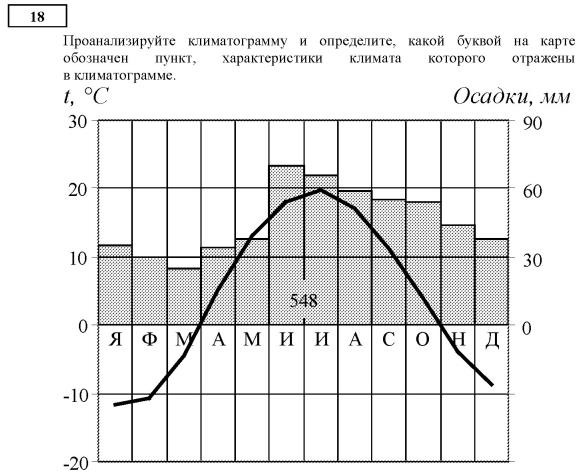 18
Проанализируйте климатограмму и определите, какой буквой на карте
обозначен пункт, характеристики климата которого отражены
в климатограмме.
t, °C Осадки, мм
30 90
20 60
10 30
548
0 0
Я Ф М А М И И А С О Н Д
-10
-20